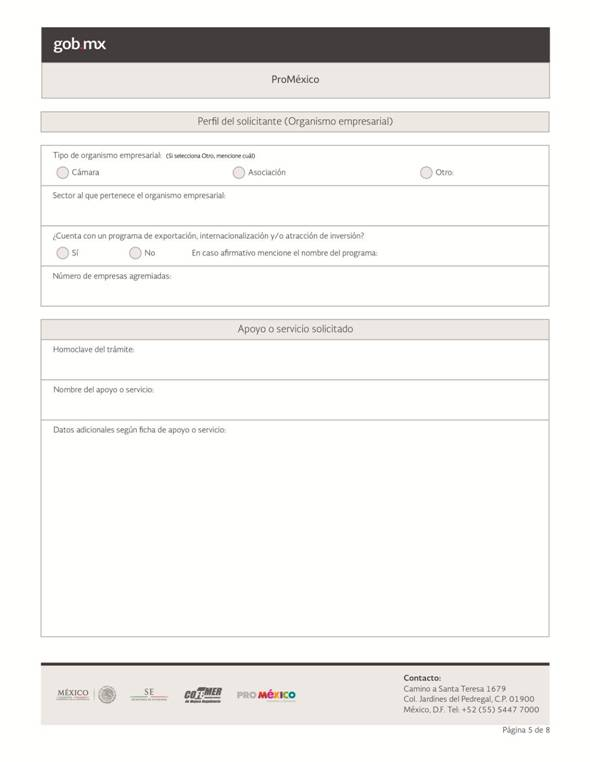 gob.mx
ProMéxico
Perfil del solicitante (Organismo empresarial)
Tipo de organismo empresarial: (Si selecciona Otro, mencione cuál)
Cámara Asociación Otro:
Sector al que pertenece el organismo empresarial:
¿Cuenta con un programa de exportación, internacionalización y/o atracción de inversión?
Sí No En caso afirmativo mencione el nombre del programa:
Número de empresas agremiadas:
Apoyo o servicio solicitado
Homoclave del trámite:
Nombre del apoyo o servicio:
Datos adicionales según ficha de apoyo o servicio:
Contacto:
Camino a Santa Teresa 1679
Col. Jardines del Pedregal, C.P. 01900
México, D.F. Tel: +52 (55) 5447 7000
MÉXICO SE COFEMER PROMÉXICO
Página 5 de 8